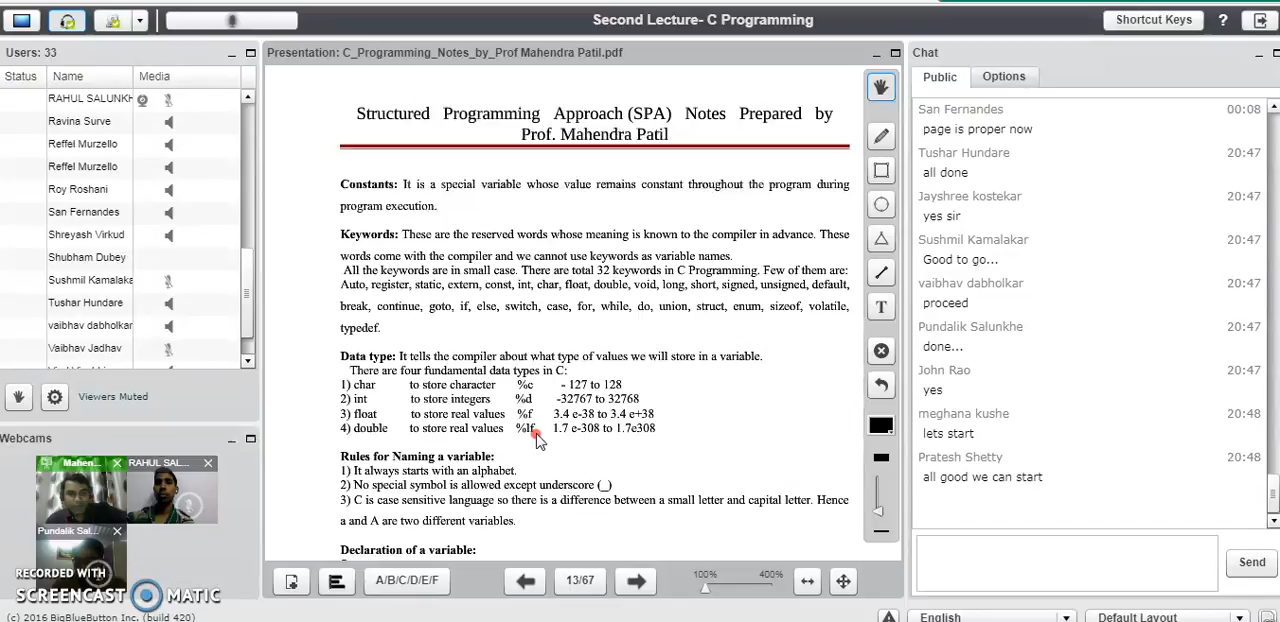 Second Lecture- C Programming
Shortcut Keys
?
Users: 33
Status Name Media
RAHUL SALUNKH
Ravina Surve
Reffel Murzello
Reffel Murzello
Roy Roshani
San Fernandes
Shreyash Virkud
Shubham Dubey
Sushmil Kamalaka
Tushar Hundare
vaibhav dabholkar
Vaibhav Jadhav
Viewers Muted
Webcams
Mahen...
RAHUL SAL...
Pundalik Sal...
RECORDED WITH
SCREENCAST MATIC
(c) 2016 BigBlueButton Inc. (build 420)
Presentation: C_Programming_Notes_by_Prof Mahendra Patil.pdf
Structured Programming Approach (SPA) Notes Prepared by
Prof. Mahendra Patil
Constants: It is a special variable whose value remains constant throughout the program during
program execution.
Keywords: These are the reserved words whose meaning is known to the compiler in advance. These
words come with the compiler and we cannot use keywords as variable names.
All the keywords are in small case. There are total 32 keywords in C Programming. Few of them are:
Auto, register, static, extern, const, int, char, float, double, void, long, short, signed, unsigned, default,
break, continue, goto, if, else, switch, case, for, while, do, union, struct, enum, sizeof, volatile,
typedef.
Data type: It tells the compiler about what type of values we will store in a variable.
There are four fundamental data types in C:
1) char to store character %c - 127 to 128
2) int to store integers %d -32767 to 32768
3) float to store real values %f 3.4 e-38 to 3.4 e+38
4) double to store real values %lf 1.7 e-308 to 1.7e308
Rules for Naming a variable:
1) It always starts with an alphabet.
2) No special symbol is allowed except underscore (_)
3) C is case sensitive language so there is a difference between a small letter and capital letter. Hence
a and A are two different variables.
Declaration of a variable:
T
A/B/C/D/E/F
13/67
100% 400%
Chat
Public Options
San Fernandes 00:08
page is proper now
Tushar Hundare 20:47
all done
Jayshree kostekar 20:47
yes sir
Sushmil Kamalakar 20:47
Good to go...
vaibhav dabholkar 20:47
proceed
Pundalik Salunkhe 20:47
done...
John Rao 20:47
yes
meghana kushe 20:48
lets start
Pratesh Shetty 20:48
all good we can start
Send
English
Default Layout